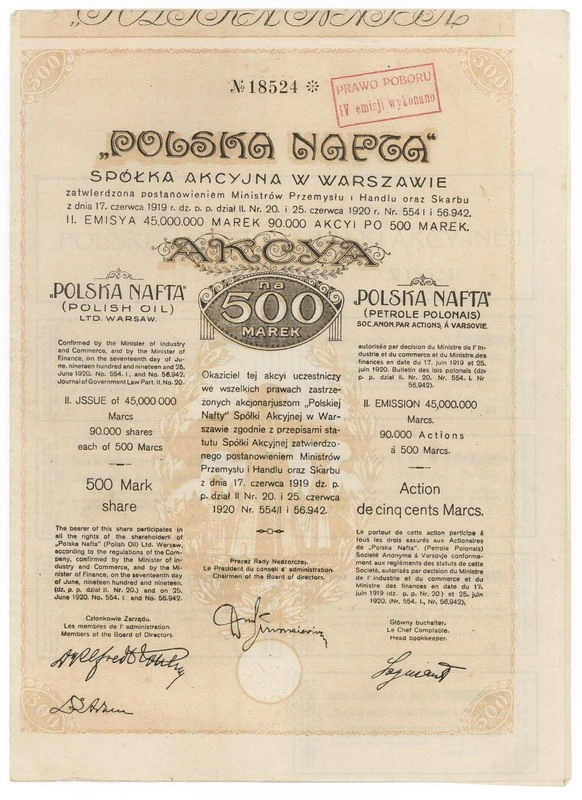 500
500
№ 18524 *
PRAWO POBORU
IV emisji wykonano
„POLSKA NAFTA"
SPÓŁKA AKCYJNA W WARSZAWIE
zatwierdzona postanowieniem Ministrów Przemysłu i Handlu oraz Skarbu
z dnia 17. czerwca 1919 r. dz. p. p. dział II. Nr. 20. i 25. czerwca 1920 r. Nr. 554 I i 56.942.
II. EMISYA 45,000.000 MAREK 90.000 AKCYI PO 500 MAREK.
AKCYA
na
500
MAREK
„POLSKA NAFTA"
(POLISH OIL)
LTD. WARSAW.
Confirmed by the Minister of Industry
and Commerce, and by the Minister of
Finance, on the seventeenth day of Ju-
ne, nineteen hundred and nineteen and 25.
June 1920. No. 554. I., and No. 56.942.
Journal of Government Law Part. II. No. 20.
II. JSSUE of 45,000.000
Marcs
90.000 shares
each of 500 Marcs
500 Mark
share
The bearer of this share participates in
all the rights of the shareholders of
„Polska Nafta" (Polish Oil) Ltd. Warsaw,
according to the regulations of the Com-
pany, confirmed by the Minister of In-
dustry and Commerce, and by the Mi-
nister of Finance, on the seventeenth day
of June, nineteen hundred and nineteen.
(dz. p. p. dział II. Nr. 20.) and on 25.
June 1920. No. 554. I. and No. 56.942.
Członkowie Zarządu.
Les membres de l' administration.
Members of the Board of Directors
Okaziciel tej akcyi uczestniczy
we wszelkich prawach zastrze-
żonych akcjonarjuszom „Polskiej
Nafty" Spółki Akcyjnej w War-
szawie zgodnie z przepisami sta-
tutu Spółki Akcyjnej zatwierdzo-
nego postanowieniem Ministrów
Przemysłu i Handlu oraz Skarbu
z dnia 17. czerwca 1919 dz. p.
p. dział II Nr. 20. i 25. czerwca
1920 Nr. 554/I i 56.942.
Prezez Rady Nadzorczej.
Le President du conseil d' administration.
Chairmen of the Board of directors.
„POLSKA NAFTA"
(PETROLE POLONAIS)
SOC. ANON. PAR ACTIONS, Á VARSOVIE.
autorisée par decision du Ministre de l' In-
dustrie et du commerce et du Ministre des
finances en date du 17. juin 1919 et 25.
juin 1920. Bulletin des lois polonais (dz
p. p. dział II. Nr. 20. Nr. 554. I. Nr
56.942).
II. EMISSION 45,000.000
Marcs.
90.000 Actions
á 500 Marcs.
Action
de cinq cents Marcs.
Le porteur de cette action participe á
tous les drois assurés aux Actionaires
de „Polska Nafta". (Petrole Polonais)
Société Anonyme á Varsovie conforme-
ment aux reglements des statuts de cette
Société, autorisés par decision du Ministre
de l' industrie et du commerce et du
Ministre des finances en date du 17.
juin 1919 (dz. p. p. Nr. 20) et 25 juin
1920. (Nr. 554. I., Nr. 56,942).
Główny buchalter.
Le Chef Comptable.
Head bookkeeper.
500
500